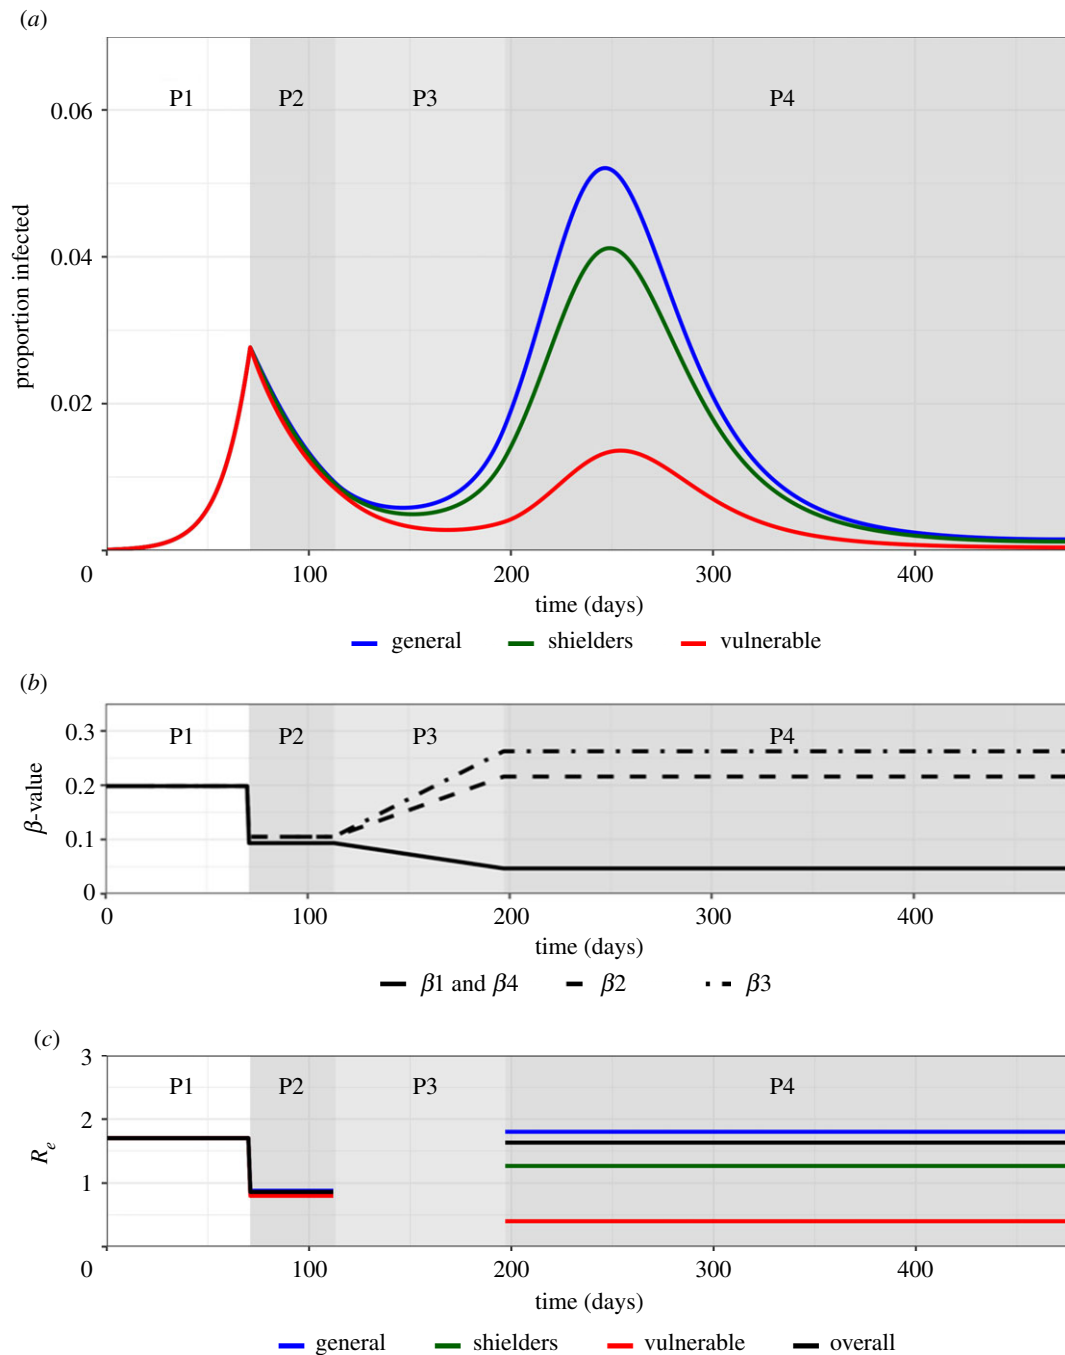 (a)
P1 P2 P3 P4
0.06
0.04
0.02
proportion infected
0 100 200 300 400
time (days)
general shielders vulnerable
(b)
P1 P2 P3 P4
0.3
0.2
0.1
0
β-value
0 100 200 300 400
time (days)
β1 and β4 β2 β3
(c)
P1 P2 P3 P4
3
2
1
Re
0 100 200 300 400
time (days)
general shielders vulnerable overall